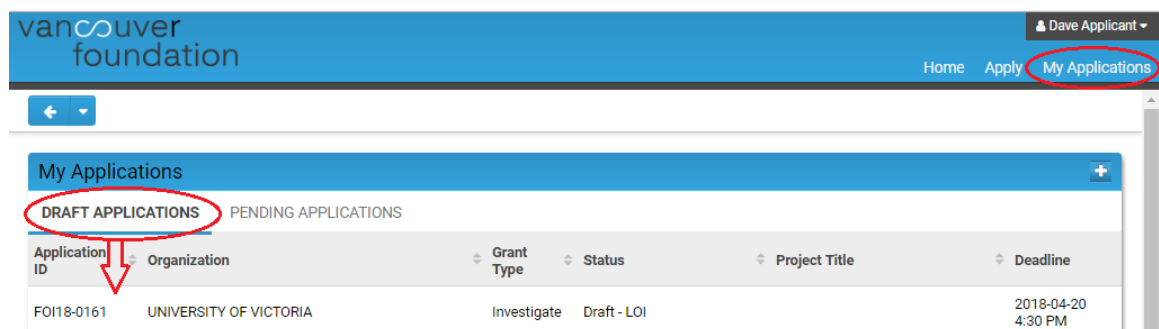 vancouver
foundation
Dave Applicant
Home Apply My Applications
My Applications
DRAFT APPLICATIONS PENDING APPLICATIONS
Application ID Organization Grant Type Status Project Title Deadline
FOI18-0161 UNIVERSITY OF VICTORIA Investigate Draft - LOI 2018-04-20 4:30 PM